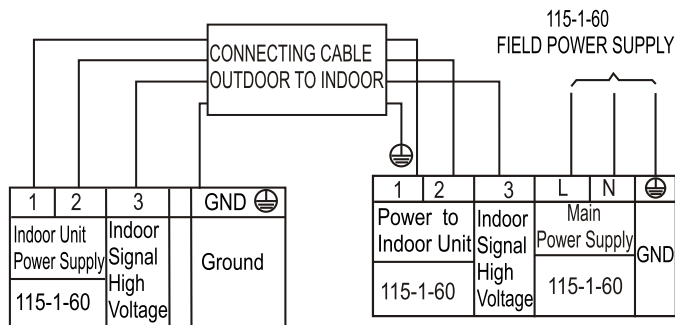 115-1-60
FIELD POWER SUPPLY
CONNECTING CABLE
OUTDOOR TO INDOOR
1 2 3 GND
Indoor Unit
Power Supply
115-1-60
Indoor
Signal
High
Voltage
Ground
1 2 3 L N
Power to
Indoor Unit
115-1-60
Indoor
Signal
High
Voltage
Main
Power Supply
115-1-60
GND